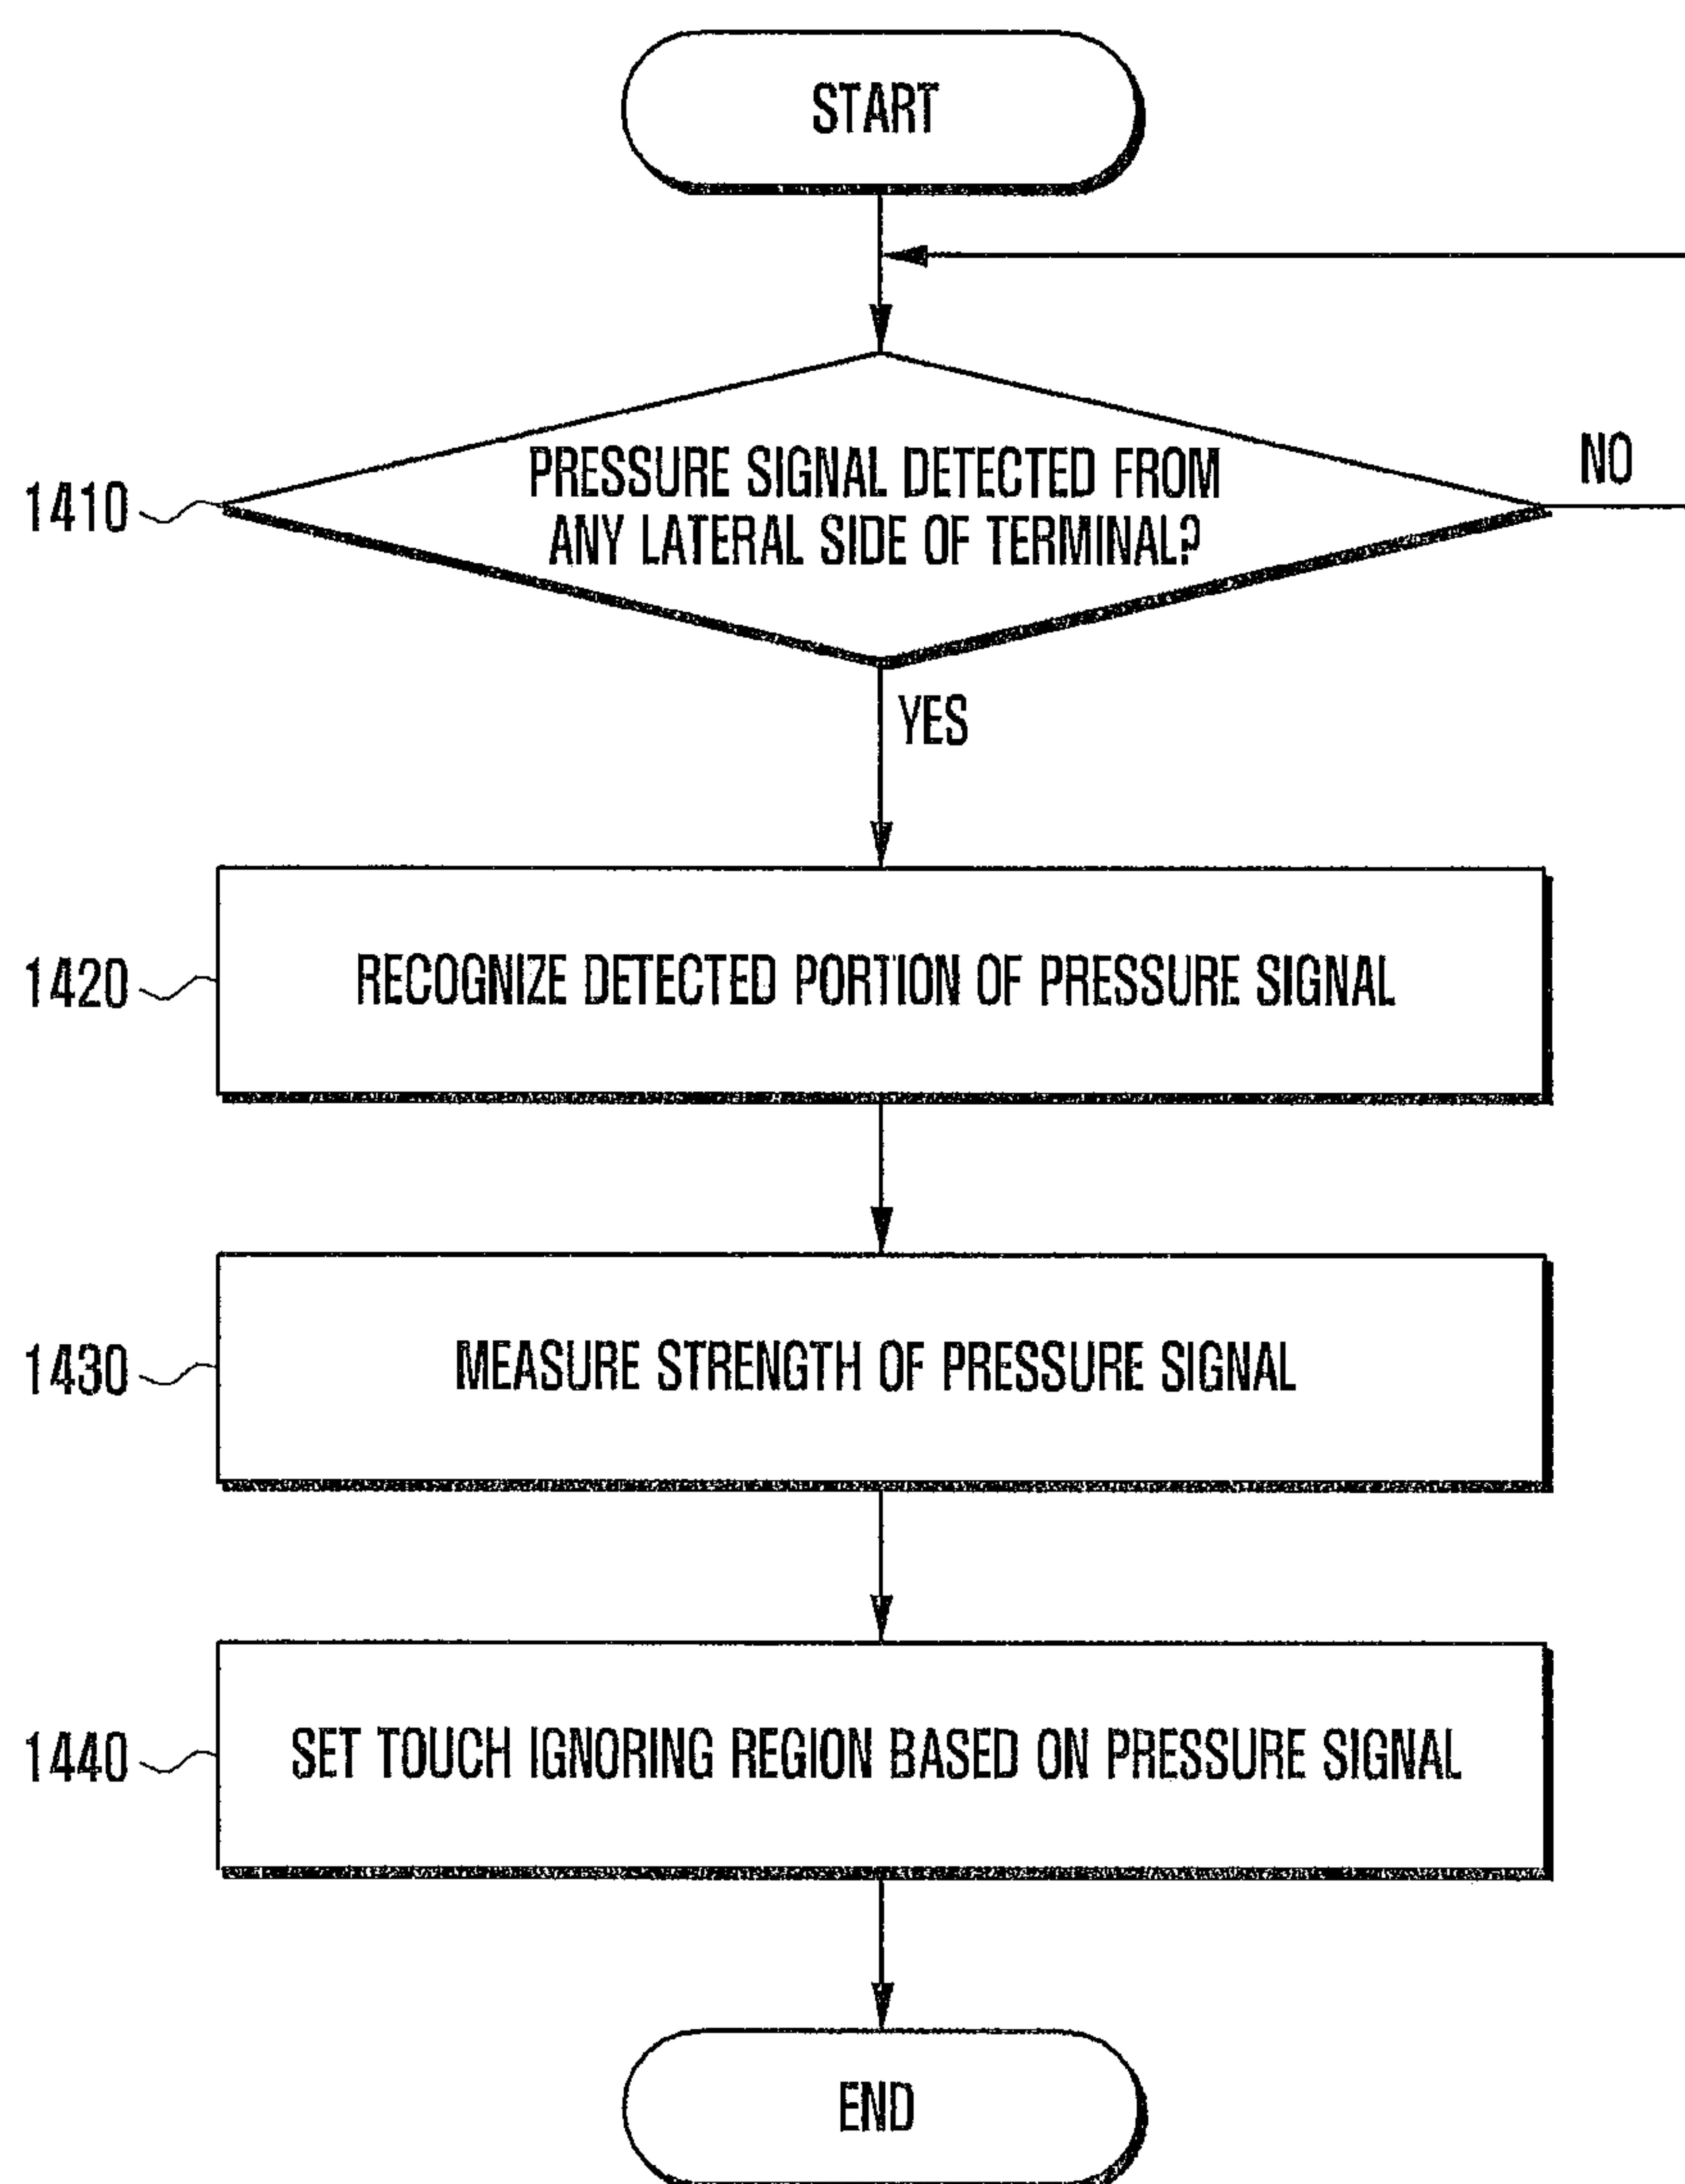 START
PRESSURE SIGNAL DETECTED FROM
ANY LATERAL SIDE OF TERMINAL?
NO
1410
YES
1420
RECOGNIZE DETECTED PORTION OF PRESSURE SIGNAL
1430
MEASURE STRENGTH OF PRESSURE SIGNAL
1440
SET TOUCH IGNORING REGION BASED ON PRESSURE SIGNAL
END